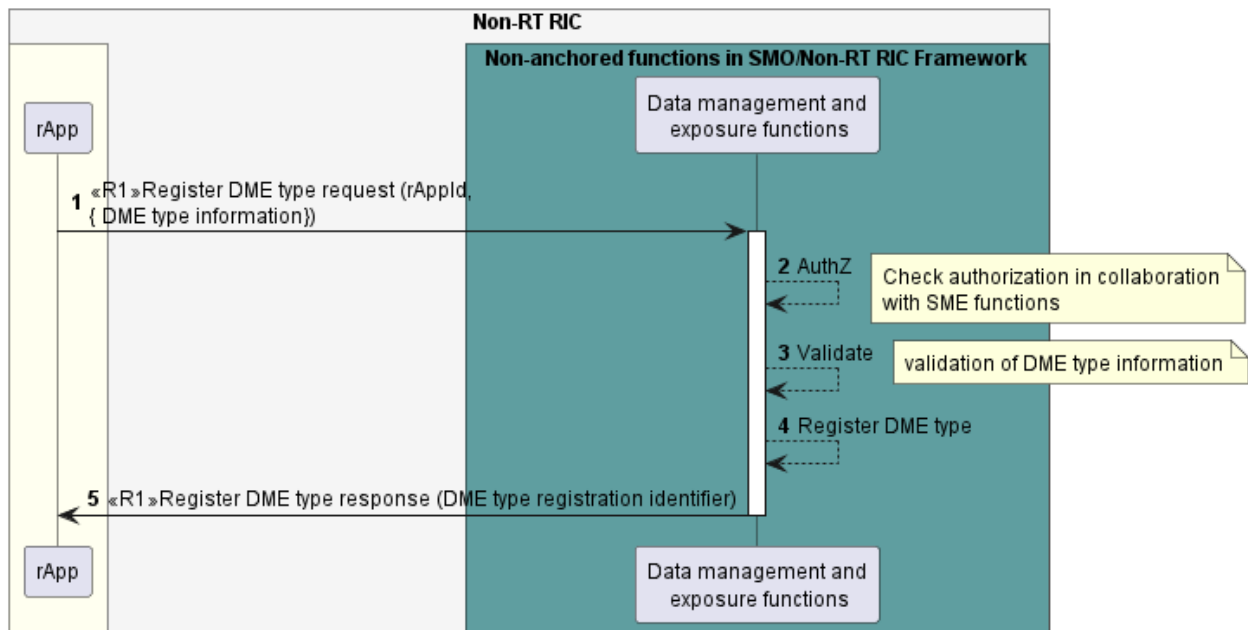 Non-RT RIC
Non-anchored functions in SMO/Non-RT RIC Framework
rApp
Data management and
exposure functions
1 «R1»Register DME type request (rAppId,
{ DME type information})
2 AuthZ
Check authorization in collaboration
with SME functions
3 Validate
validation of DME type information
4 Register DME type
5 «R1»Register DME type response (DME type registration identifier)
rApp
Data management and
exposure functions